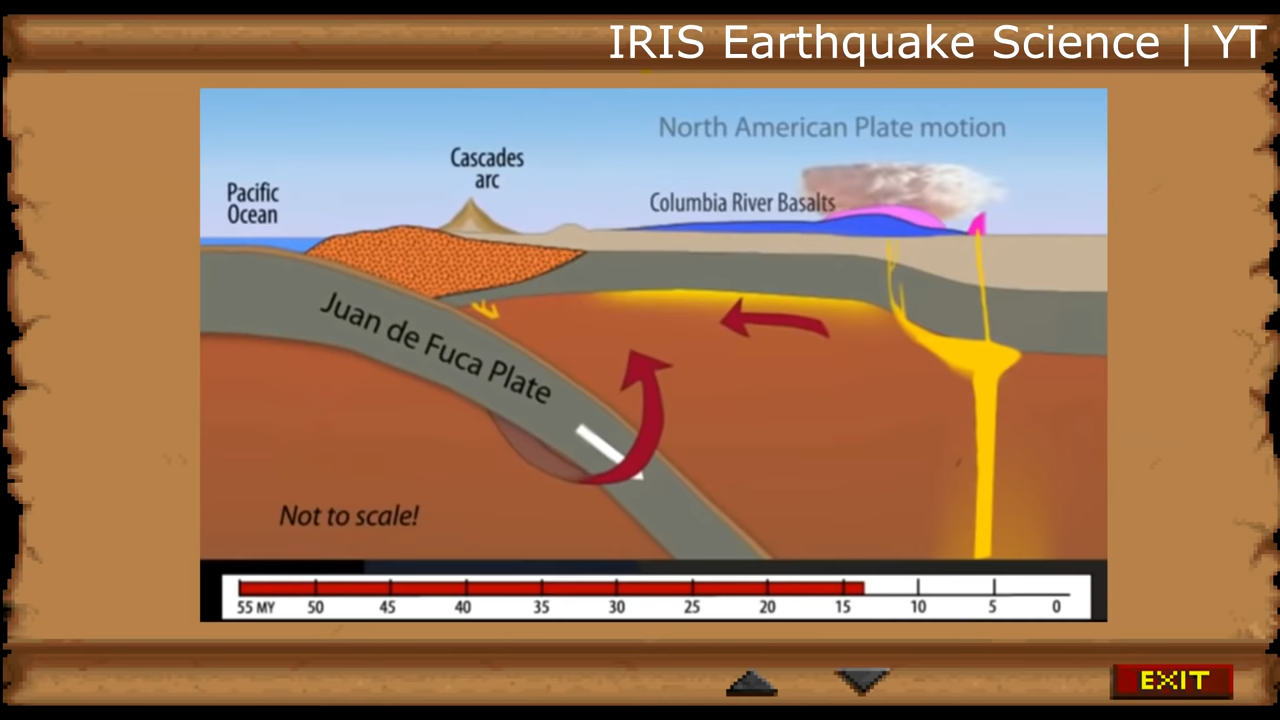 IRIS Earthquake Science | YT
North American Plate motion
Cascades
arc
Pacific
Ocean
Columbia River Basalts
Juan de Fuca Plate
Not to scale!
55 MY 50 45 40 35 30 25 20 15 10 5 0
EXIT